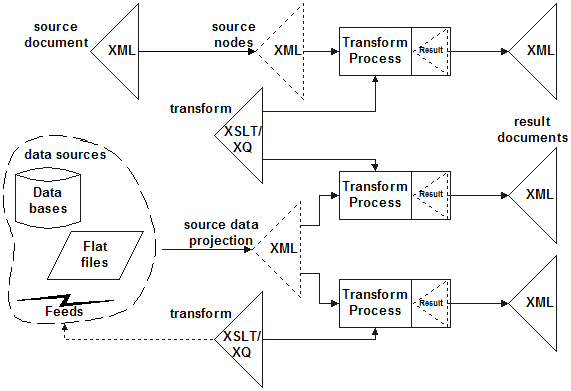 source
document
XML
source
nodes
XML
Transform
Process
Result
XML
transform
XSLT/
XQ
result
documents
data sources
Data
bases
Flat
files
Feeds
source data
projection
XML
Transform
Process
Result
XML
Transform
Process
Result
XML
transform
XSLT/
XQ